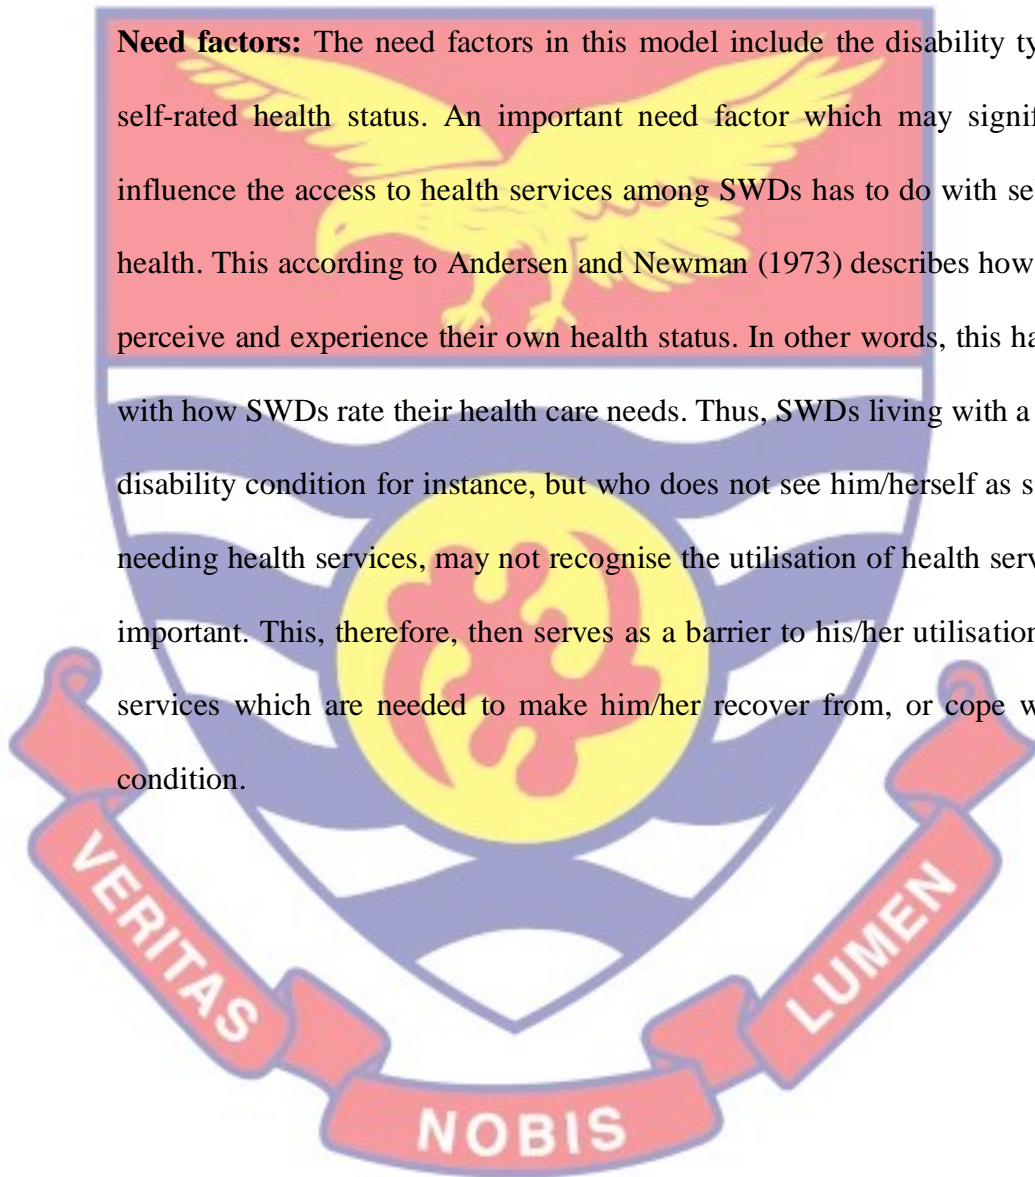 Need factors: The need factors in this model include the disability
self-rated health status. An important need factor which may
influence the access to health services among SWDs has to do with
health. This according to Andersen and Newman (1973) describes how
perceive and experience their own health status. In other words, this
with how SWDs rate their health care needs. Thus, SWDs living with a
disability condition for instance, but who does not see him/herself as
needing health services, may not recognise the utilisation of health
important. This, therefore, then serves as a barrier to his/her utilisation
services which are needed to make him/her recover from, or cope
condition.
VERITAS
NOBIS
LUMEN